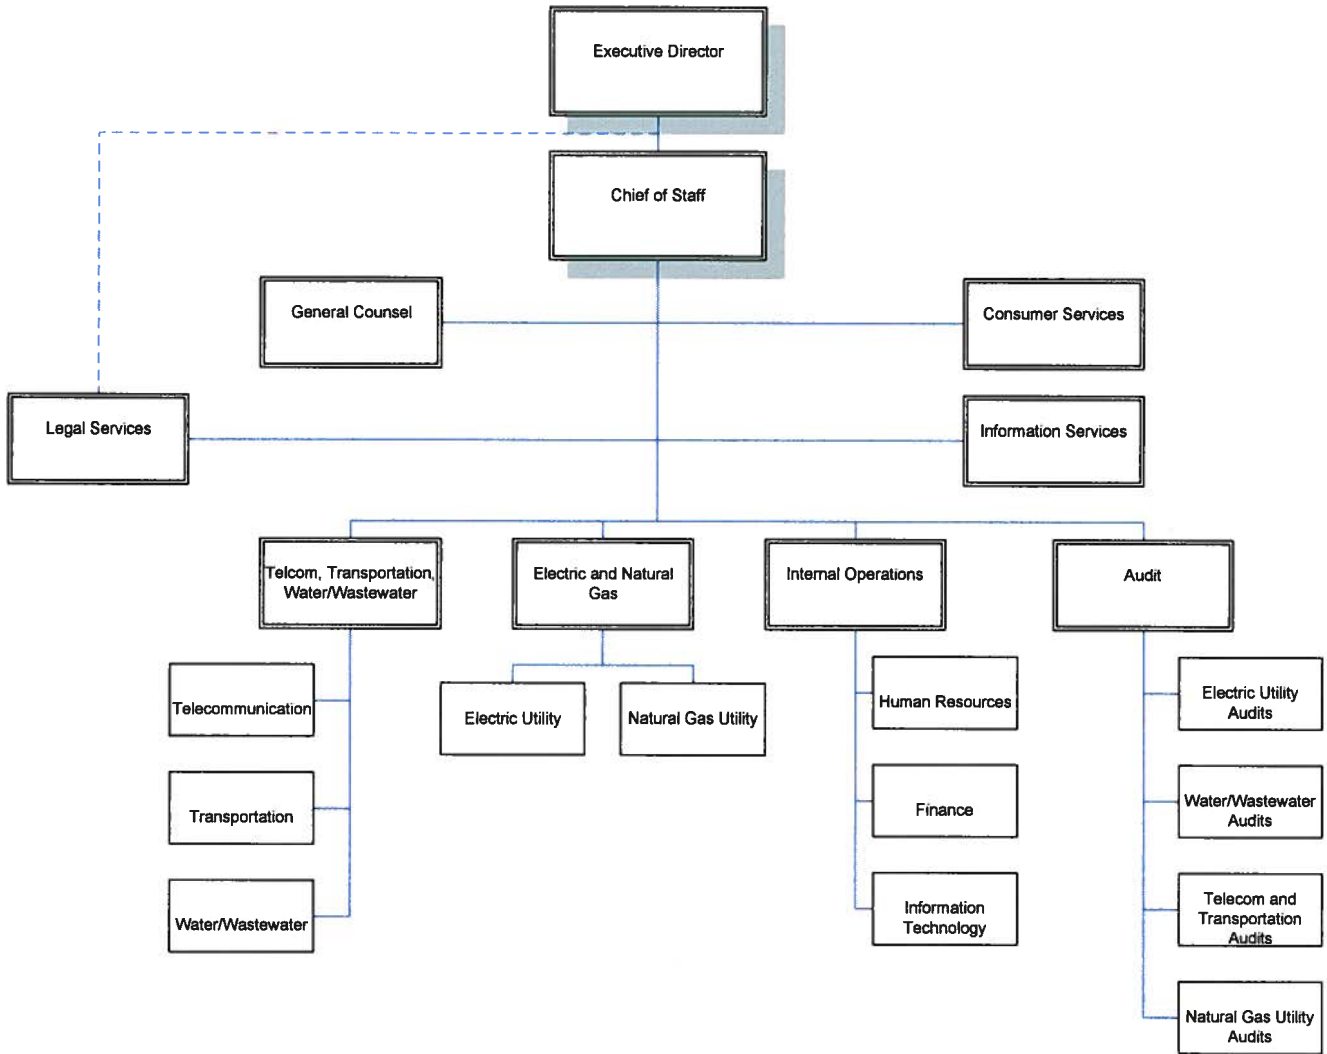 Executive Director
Chief of Staff
General Counsel
Consumer Services
Legal Services
Information Services
Telcom, Transportation,
Water/Wastewater
Electric and Natural
Gas
Internal Operations
Audit
Telecommunication
Transportation
Water/Wastewater
Electric Utility
Natural Gas Utility
Human Resources
Finance
Information
Technology
Electric Utility
Audits
Water/Wastewater
Audits
Telecom and
Transportation
Audits
Natural Gas Utility
Audits